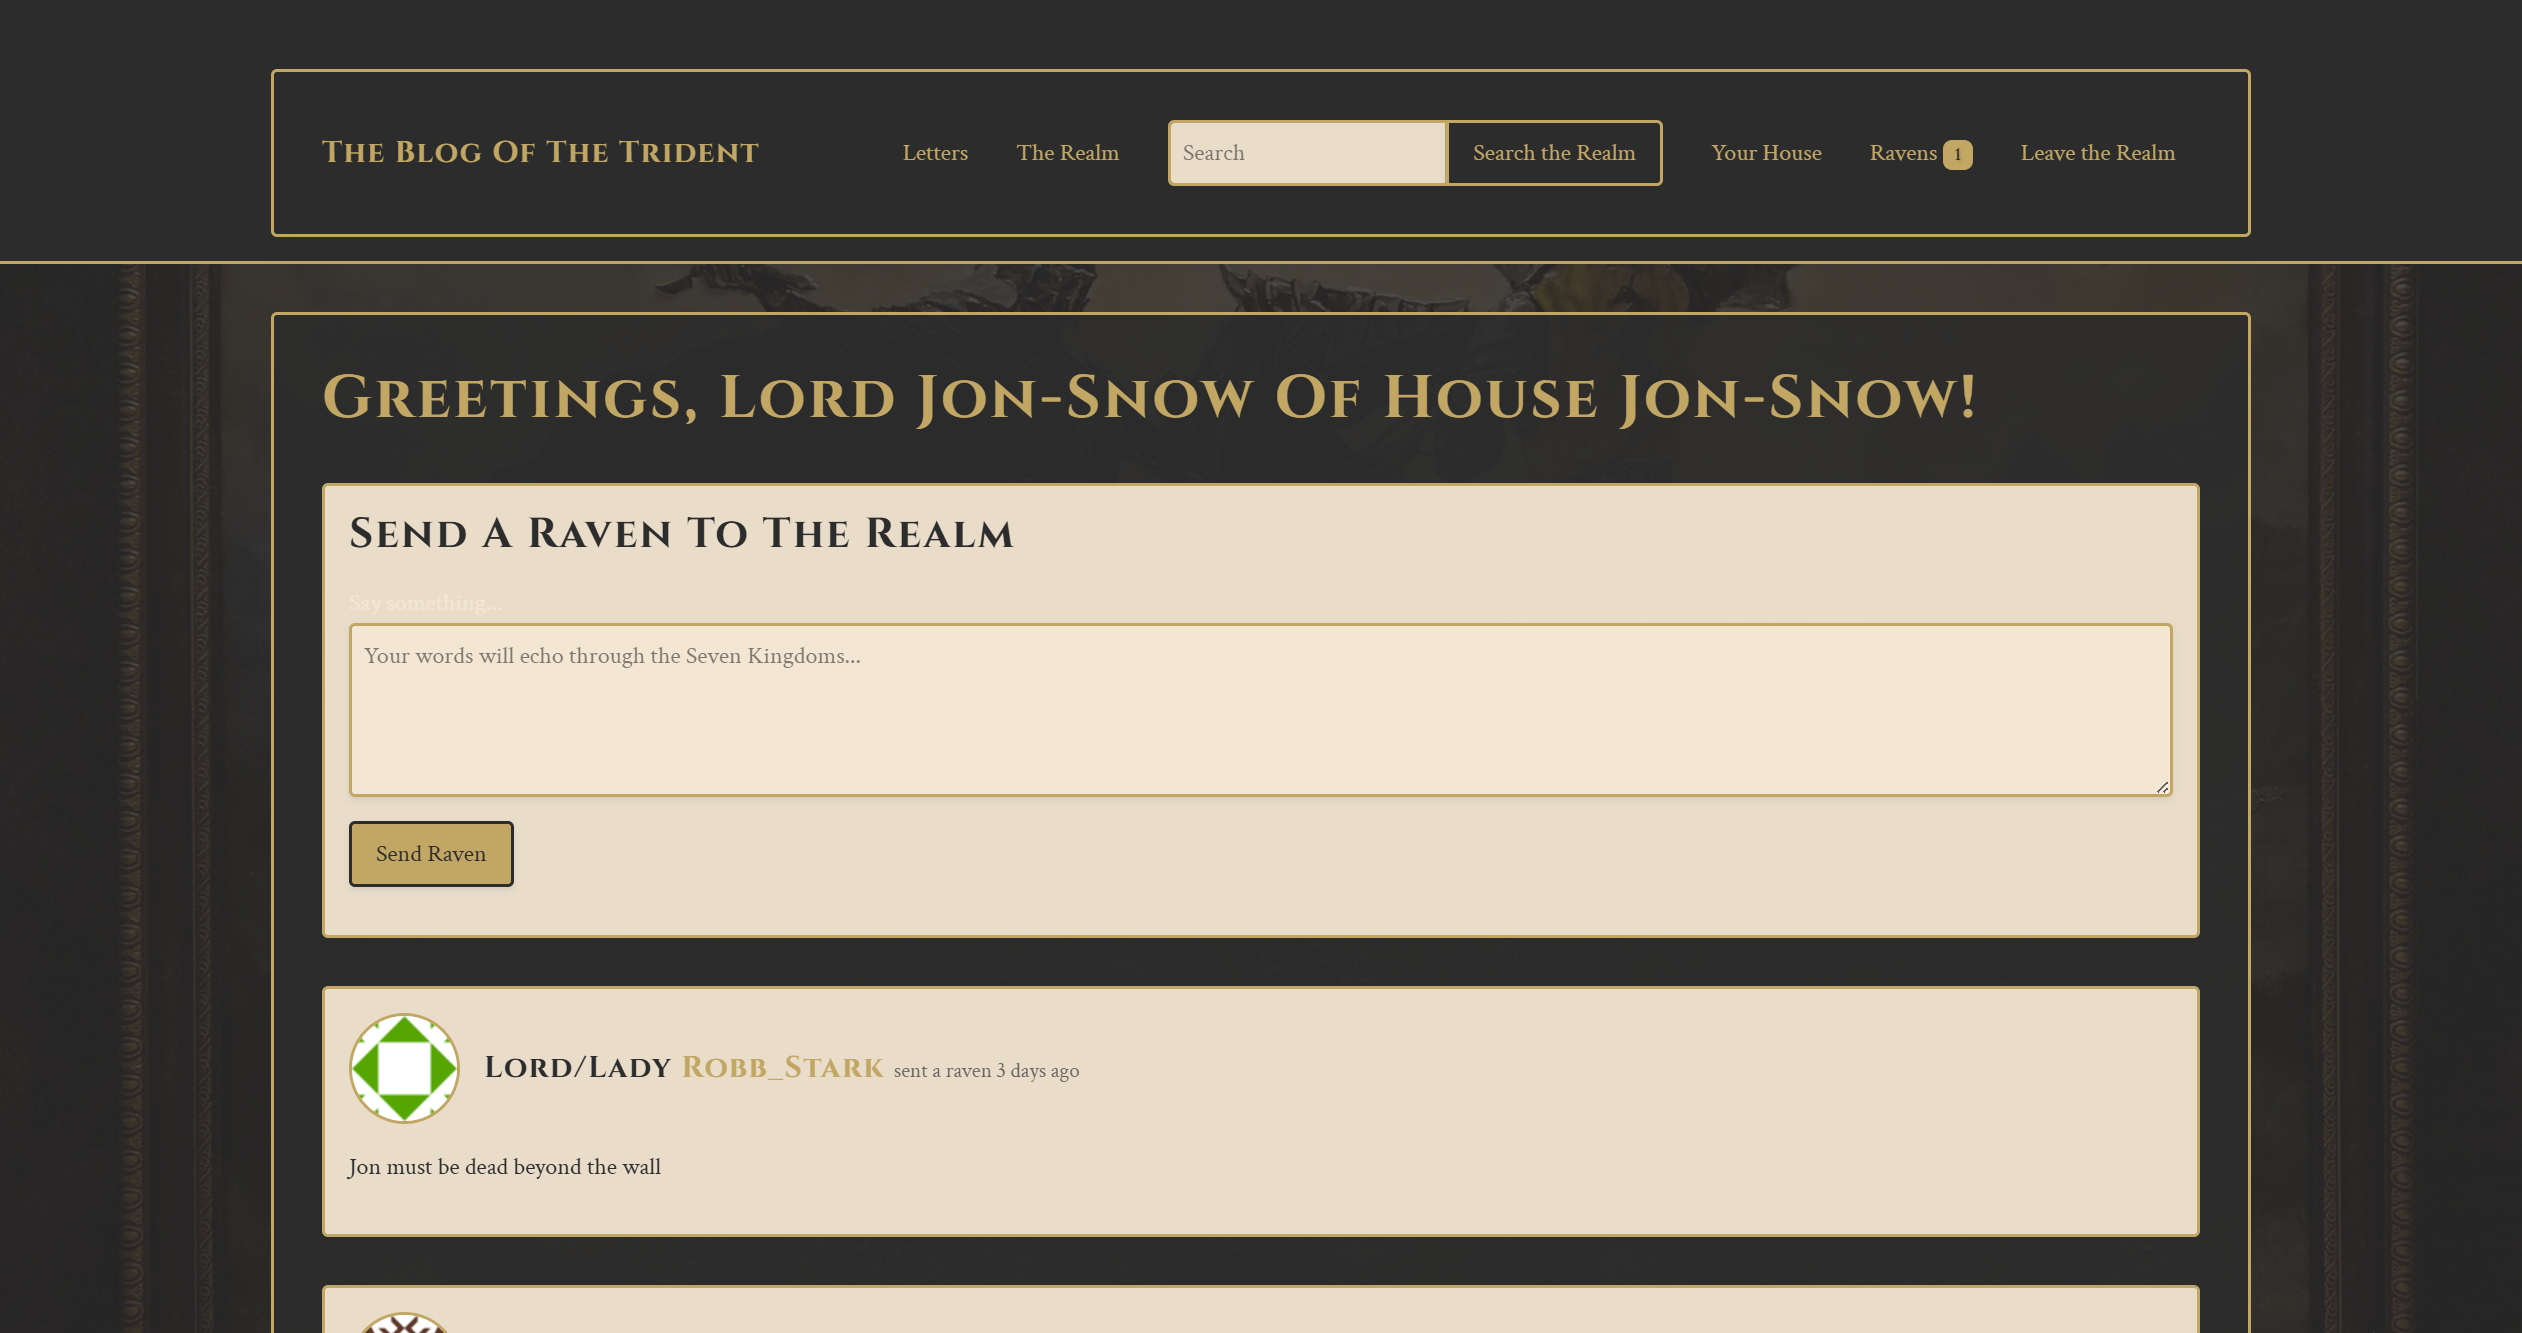 The Blog Of The Trident
Letters
The Realm
Search
Search the Realm
Your House
Ravens 1
Leave the Realm
Greetings, Lord Jon-Snow Of House Jon-Snow!
Send A Raven To The Realm
Say something...
Your words will echo through the Seven Kingdoms...
Send Raven
Lord/Lady Robb_Stark sent a raven 3 days ago
Jon must be dead beyond the wall